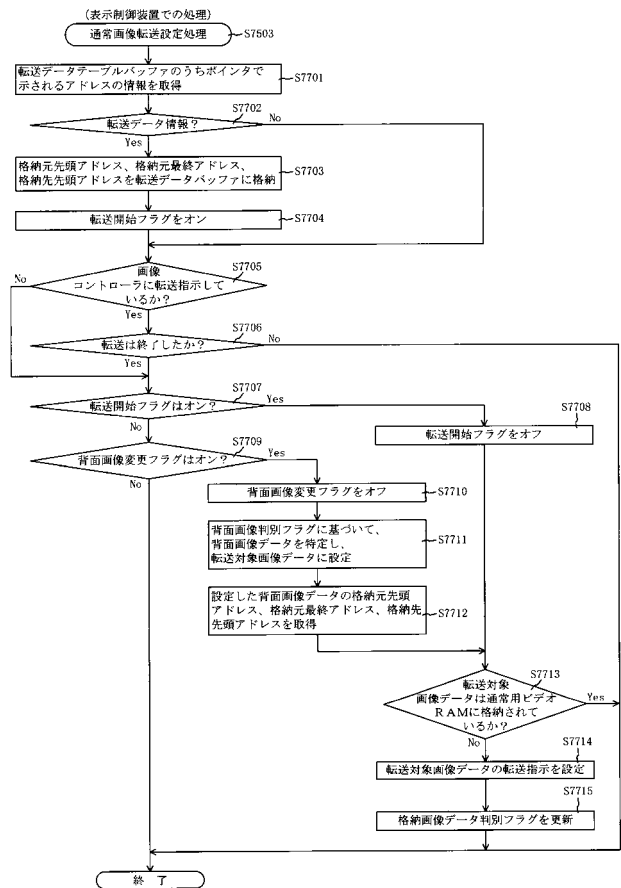 (表示制御装置での処理)
通常画像転送設定処理
S7503
転送データテーブルバッファのうちポインタで
示されるアドレスの情報を取得
S7701
S7702
転送データ情報?
No
Yes
格納元先頭アドレス、格納元最終アドレス、
格納先先頭アドレスを転送データバッファに格納
S7703
転送開始フラグをオン
S7704
S7705
画像
コントローラに転送指示して
いるか?
No
Yes
S7706
転送は終了したか?
No
Yes
S7707
転送開始フラグはオン?
Yes
No
S7708
転送開始フラグをオフ
S7709
背面画像変更フラグはオン?
Yes
No
背面画像変更フラグをオフ
S7710
背面画像判別フラグに基づいて、
背面画像データを特定し、
転送対象画像データに設定
S7711
設定した背面画像データの格納元先頭
アドレス、格納元最終アドレス、格納先
先頭アドレスを取得
S7712
S7713
転送対象
画像データは通常用ビデオ
RAMに格納されて
いるか?
Yes
No
S7714
転送対象画像データの転送指示を設定
S7715
格納画像データ判別フラグを更新
終 了